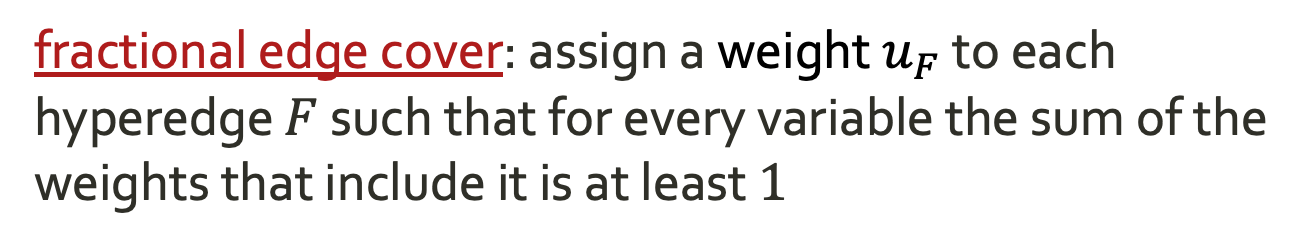 fractional edge cover: assign a weight u_F to each
hyperedge F such that for every variable the sum of the
weights that include it is at least 1